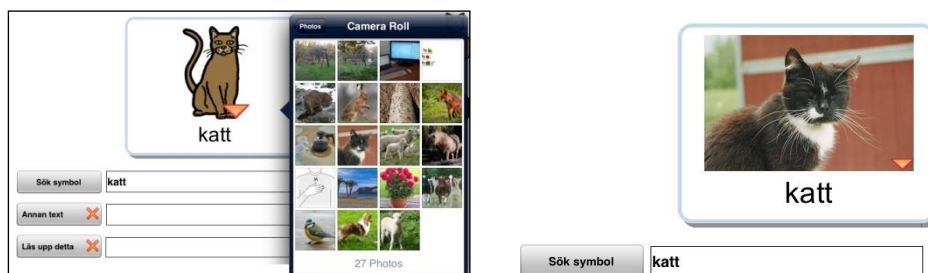 Photos
Camera Roll
katt
Sök symbol
katt
Annan text
Läs upp detta
27 Photos
katt
Sök symbol
katt